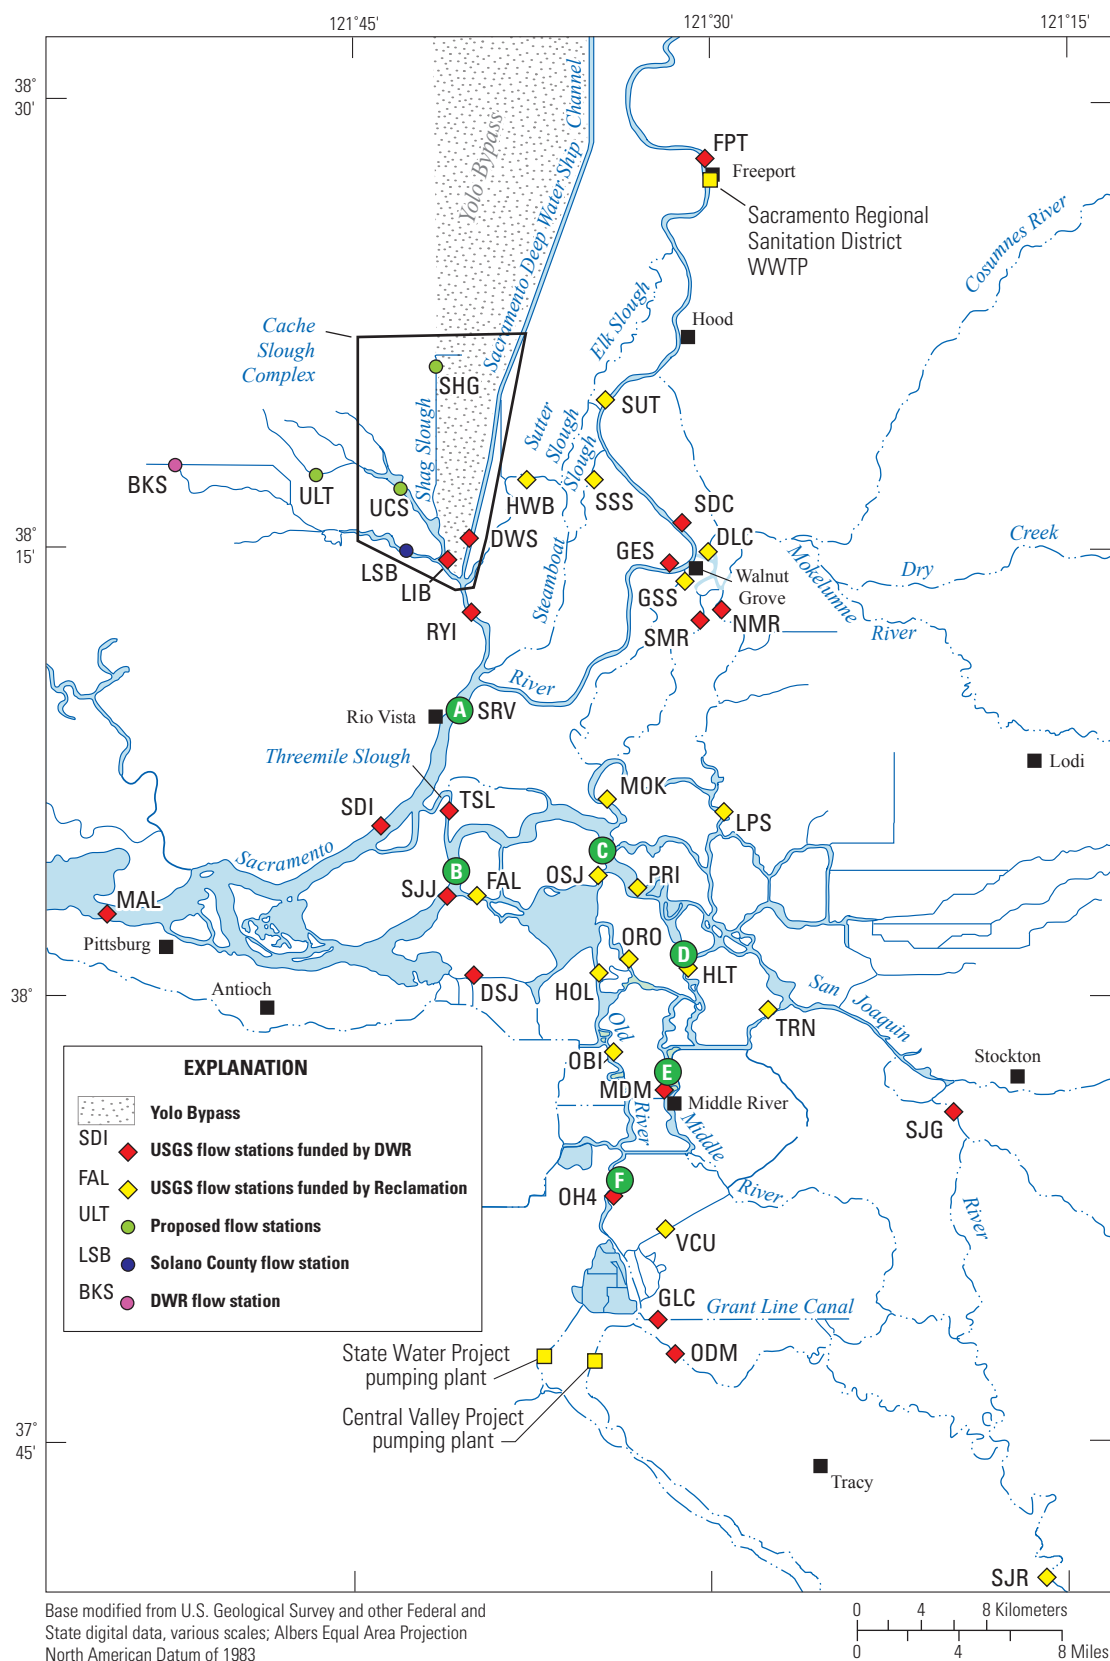 121°45'
121°30'
121°15'
38°
30'
Yolo Bypass
Sacramento Deep Water Ship Channel
FPT
Freeport
Sacramento Regional
Sanitation District
WWTP
Cosumnes River
Elk Slough
Hood
Cache
Slough
Complex
SHG
SUT
Shag Slough
Sutter
Slough
Slough
Steamboat
BKS
ULT
UCS
HWB
SSS
SDC
38°
15'
DWS
DLC
Creek
LSB
LIB
GES
Walnut
Grove
Dry
GSS
Mokelumne
River
RYI
SMR
NMR
River
Rio Vista
A
SRV
Threemile Slough
Lodi
SDI
TSL
MOK
LPS
Sacramento
C
B
OSJ
PRI
SJJ
FAL
MAL
Pittsburg
ORO
D
HLT
Antioch
DSJ
HOL
38°
San Joaquin
TRN
Old
River
OBI
E
Stockton
MDM
Middle River
SJG
Middle
River
F
OH4
River
VCU
GLC
Grant Line Canal
ODM
EXPLANATION
Yolo Bypass
SDI
USGS flow stations funded by DWR
FAL
USGS flow stations funded by Reclamation
ULT
Proposed flow stations
LSB
Solano County flow station
BKS
DWR flow station
State Water Project
pumping plant
Central Valley Project
pumping plant
37°
45'
Tracy
SJR
Base modified from U.S. Geological Survey and other Federal and
State digital data, various scales; Albers Equal Area Projection
North American Datum of 1983
0 4 8 Kilometers
0 4 8 Miles